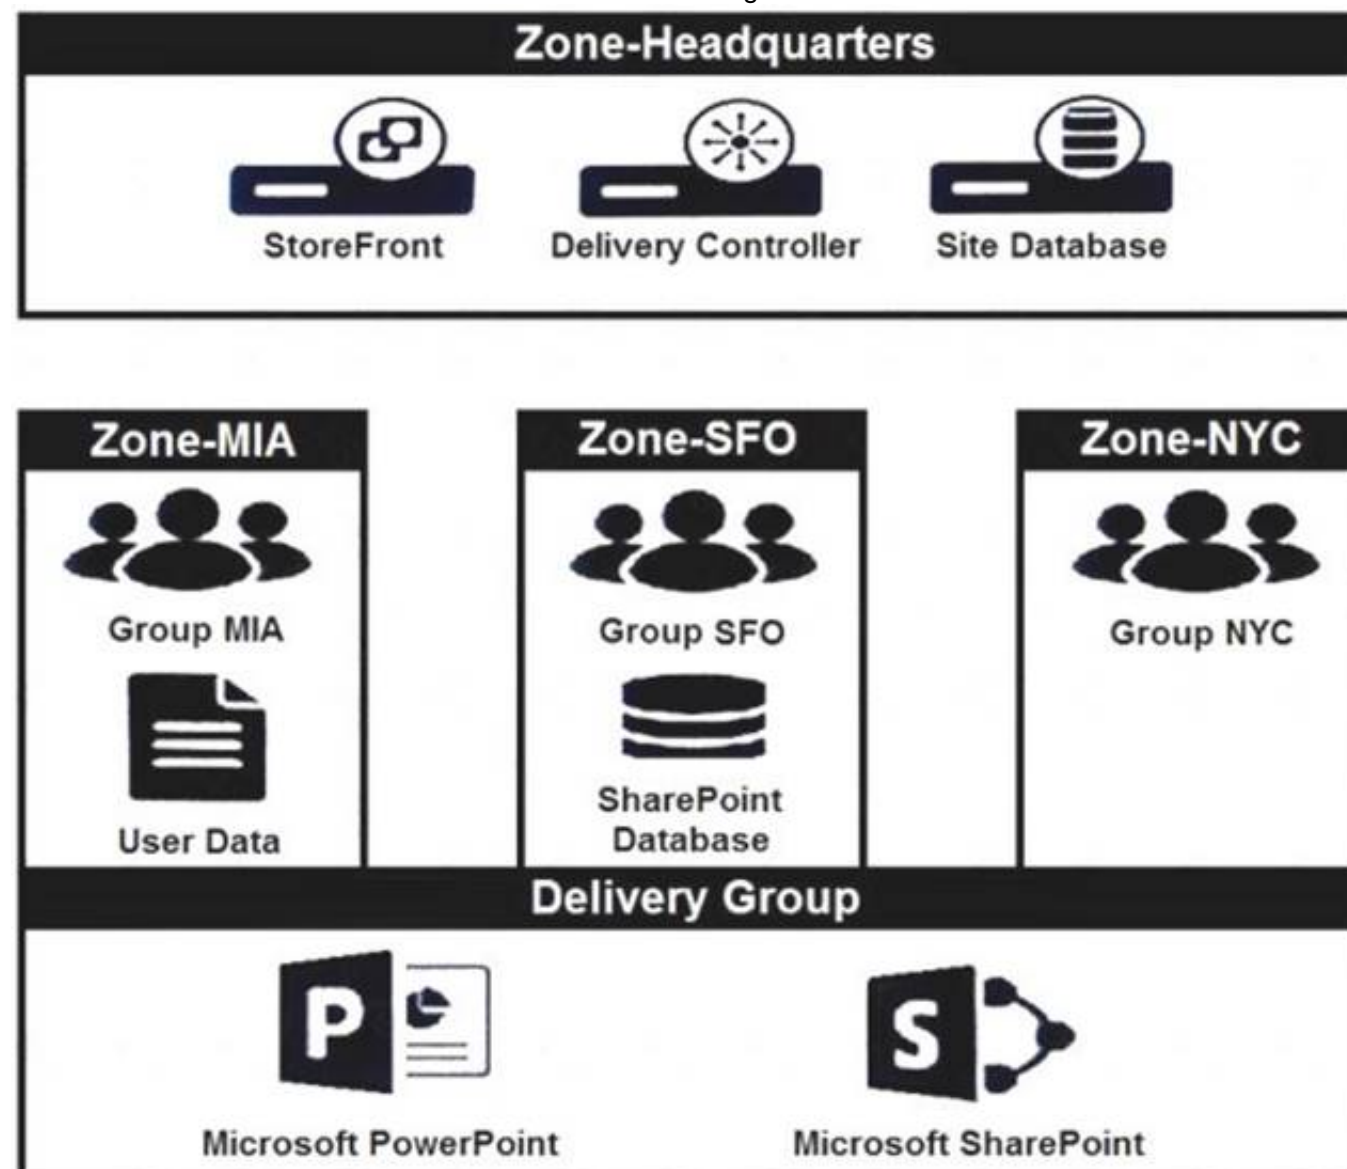 Zone-Headquarters
StoreFront
Delivery Controller
Site Database
Zone-MIA
Zone-SFO
Zone-NYC
Group MIA
Group SFO
Group NYC
User Data
SharePoint
Database
Delivery Group
P
S
Microsoft PowerPoint
Microsoft SharePoint